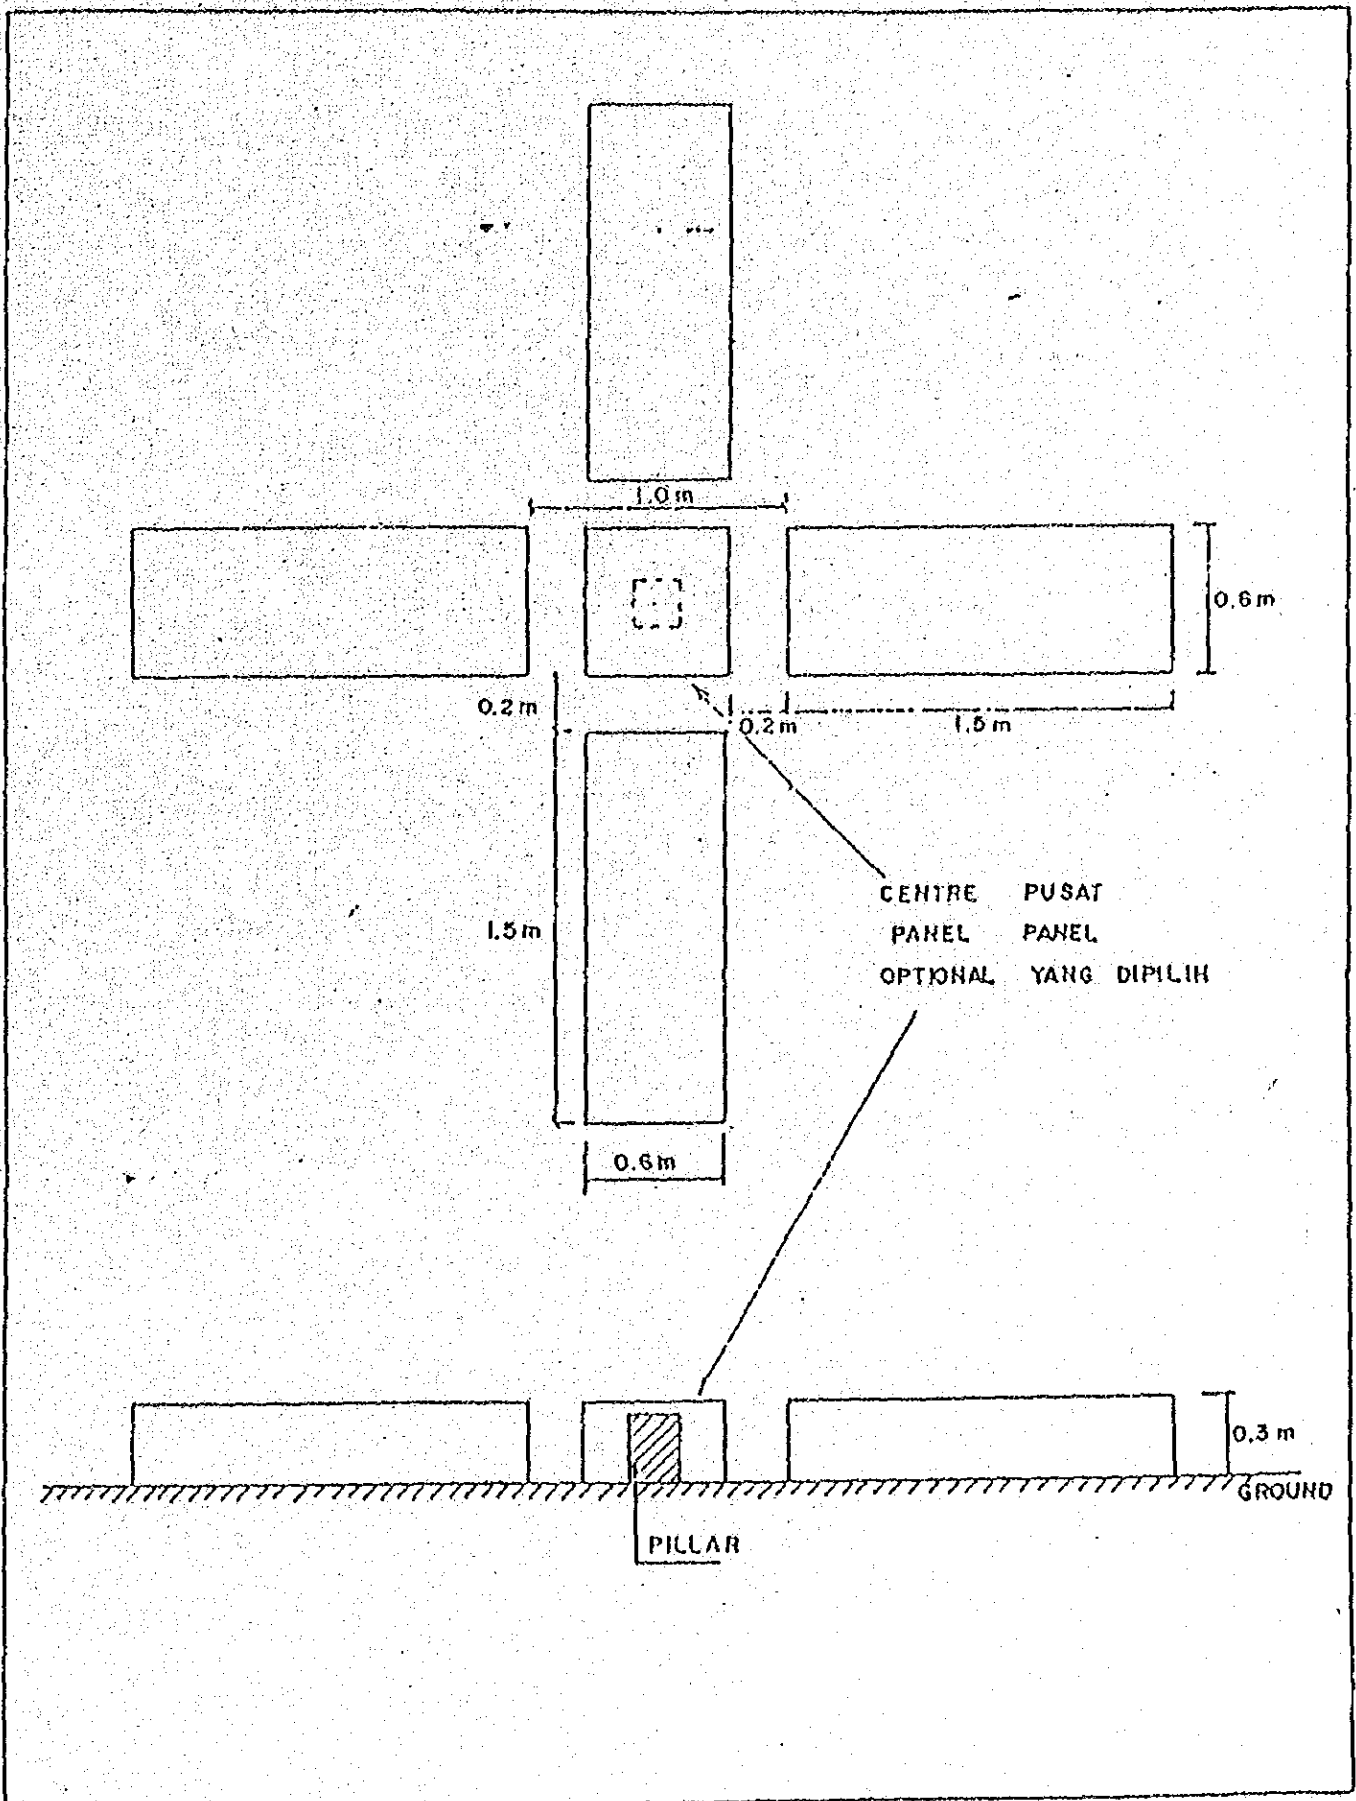 1.0 m
0.6 m
0.2 m
0.2 m
1.5 m
CENTRE PUSAT
PANEL PANEL
1.5 m
OPTIONAL YANG DIPILIH
0.6 m
0.3 m
GROUND
PILLAR